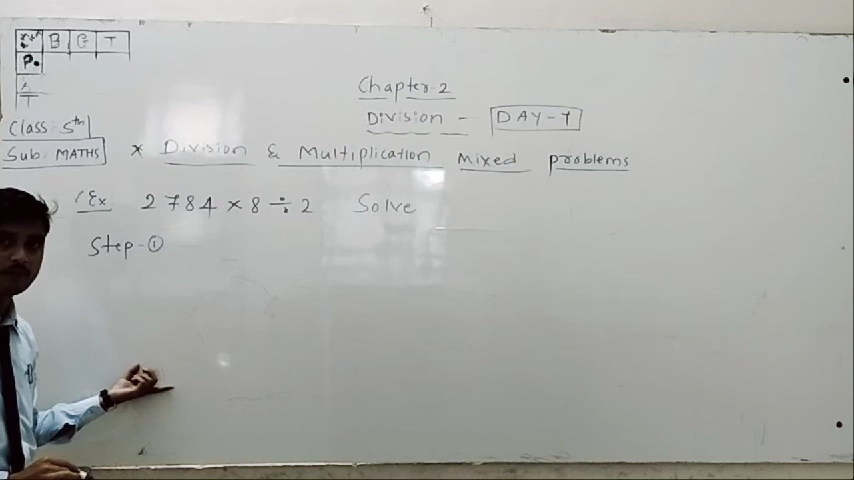 B G T
P.
A
T
Chapter-2
Division - DAY-7
Class: 5th
Sub: MATHS
* Division & Multiplication Mixed problems
Ex 2784 × 8 ÷ 2 Solve
Step-①